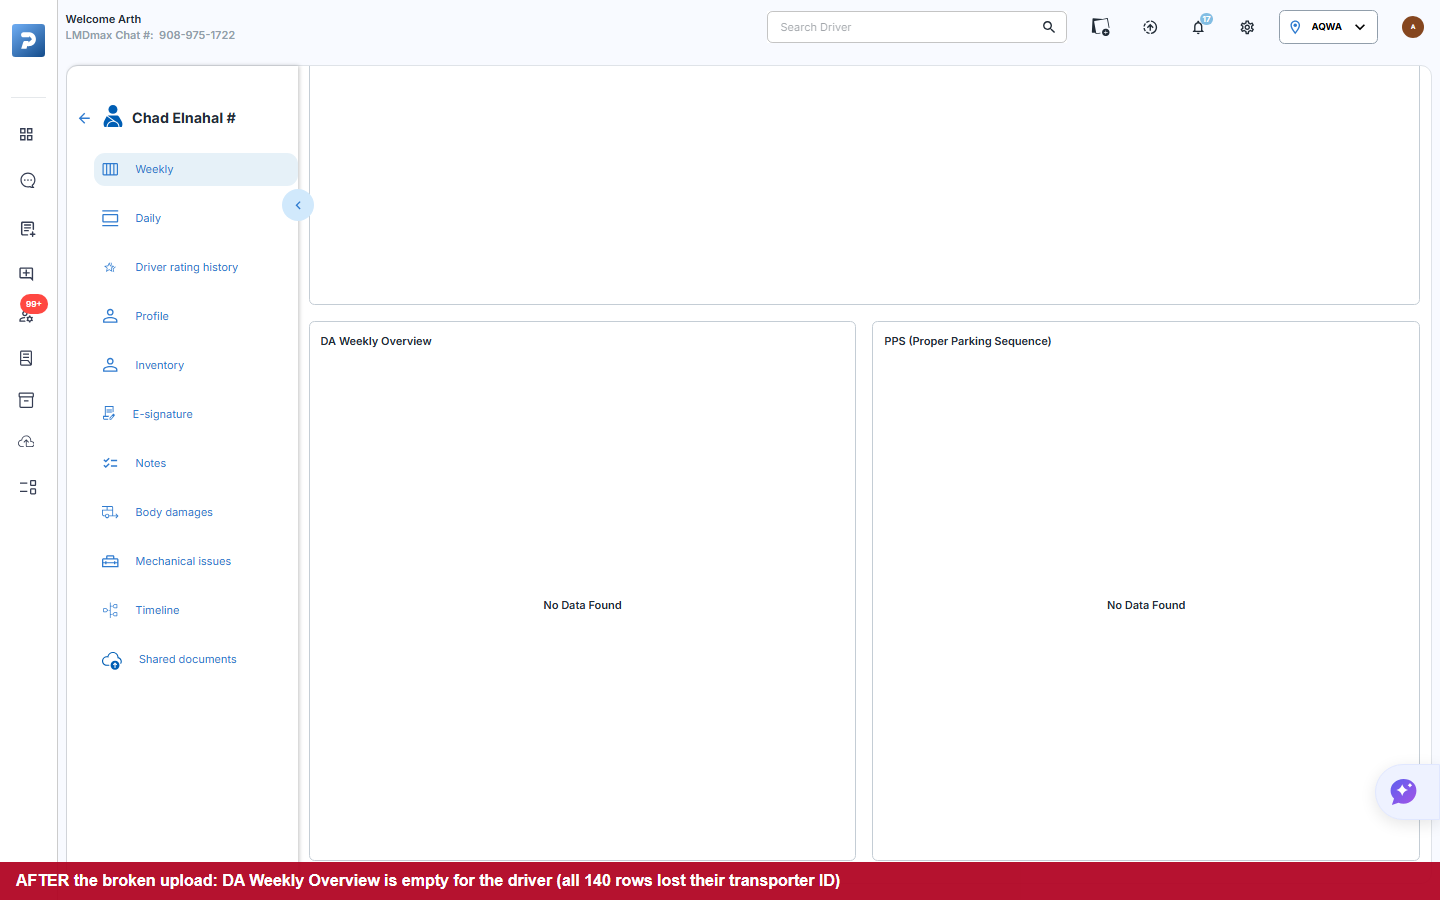 Welcome Arth
LMDmax Chat #: 908-975-1722
Search Driver
17
AQWA
A
Chad Elnahal #
Weekly
Daily
Driver rating history
Profile
Inventory
E-signature
Notes
Body damages
Mechanical issues
Timeline
Shared documents
99+
DA Weekly Overview
No Data Found
PPS (Proper Parking Sequence)
No Data Found
AFTER the broken upload: DA Weekly Overview is empty for the driver (all 140 rows lost their transporter ID)